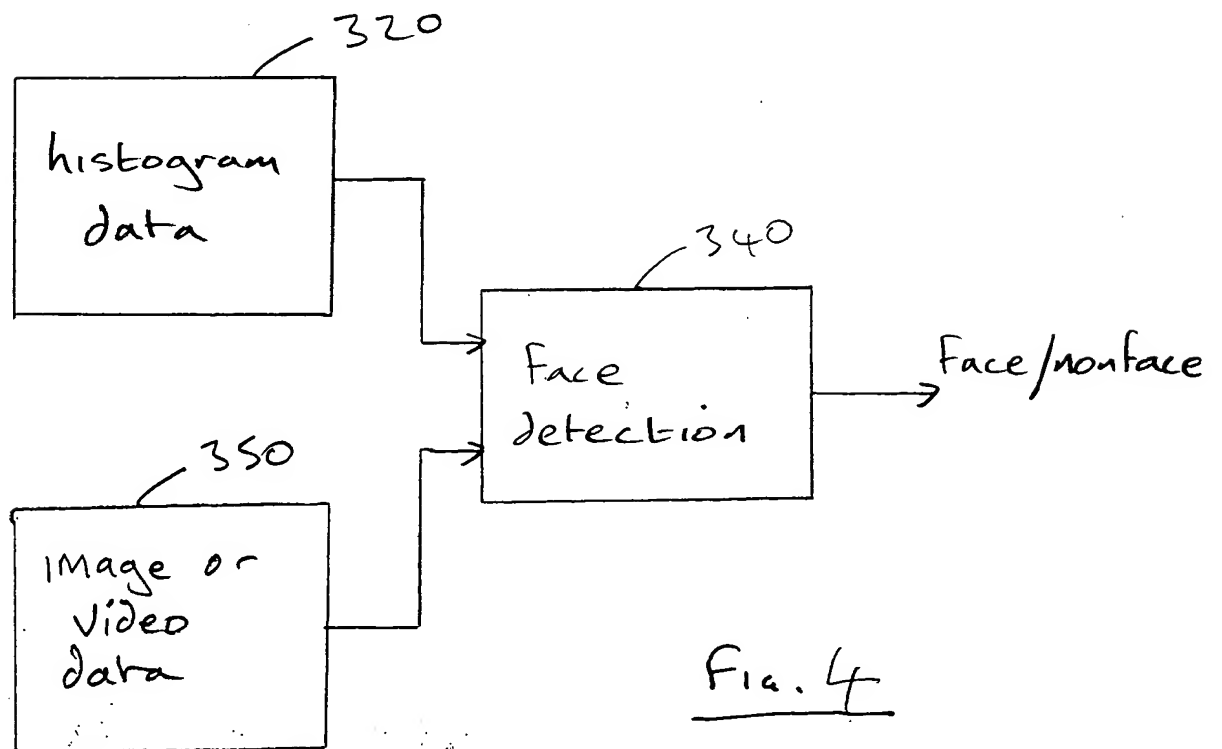 320
histogram
data
340
Face
detection
Face/nonface
350
image or
video
data
Fig. 4